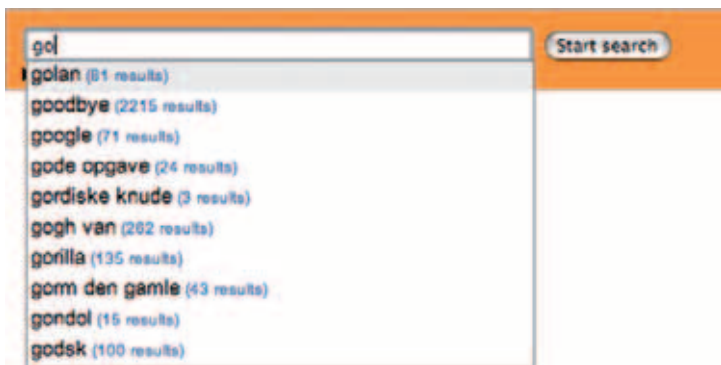 go
Start search
golan (81 results)
goodbye (2215 results)
google (71 results)
gode opgave (24 results)
gordiske knude (3 results)
gogh van (262 results)
gorilla (135 results)
gorm den gamle (43 results)
gondol (15 results)
godsk (100 results)